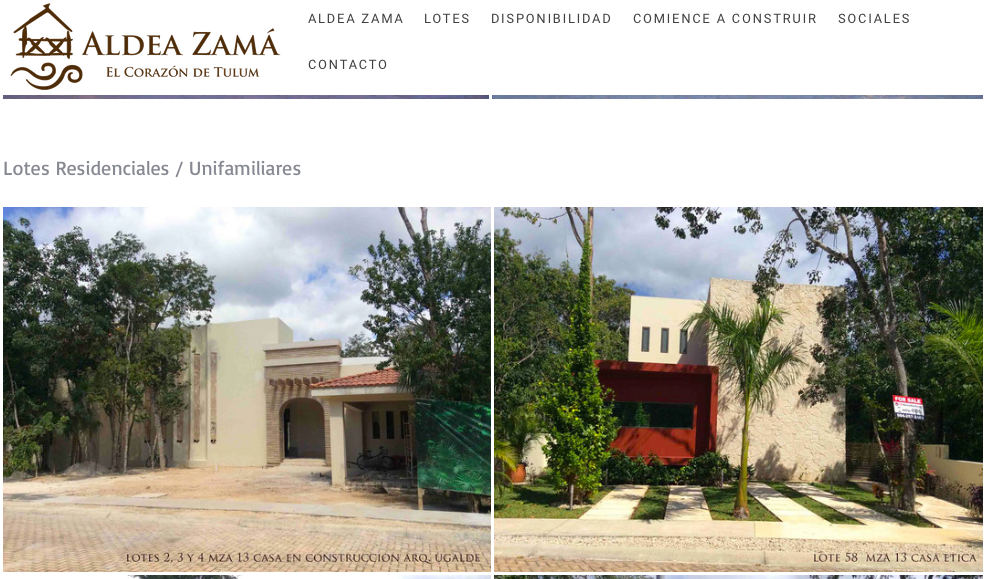 ALDEA ZAMÁ
EL CORAZÓN DE TULUM
ALDEA ZAMA LOTES DISPONIBILIDAD COMIENCE A CONSTRUIR SOCIALES
CONTACTO
Lotes Residenciales / Unifamiliares
FOR SALE
LOTES 2, 3 Y 4 MZA 13 CASA EN CONSTRUCCIÓN ARQ. UGALDE
LOTE 58 MZA 13 CASA ETICA